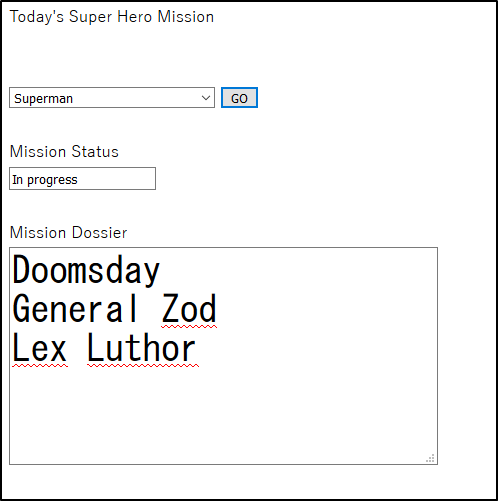 Today's Super Hero Mission
Superman
GO
Mission Status
In progress
Mission Dossier
Doomsday
General Zod
Lex Luthor